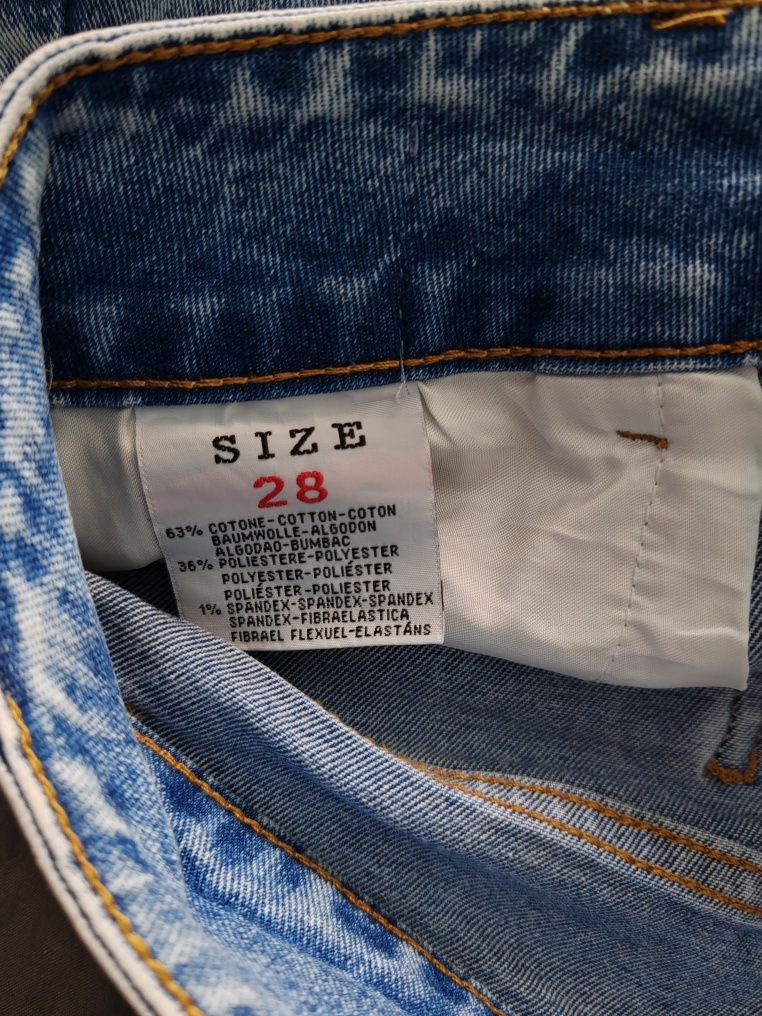 SIZE
28
63% COTONE-COTTON-COTON
BAUMWOLLE-ALGODON
ALGODAO-BUMBAC
36% POLIESTERE-POLYESTER
POLYESTER-POLIÉSTER
POLIÉSTER-POLIESTER
1% SPANDEX-SPANDEX-SPANDEX
SPANDEX-FIBRAELASTICA
FIBRAEL FLEXUEL-ELASTÁNS